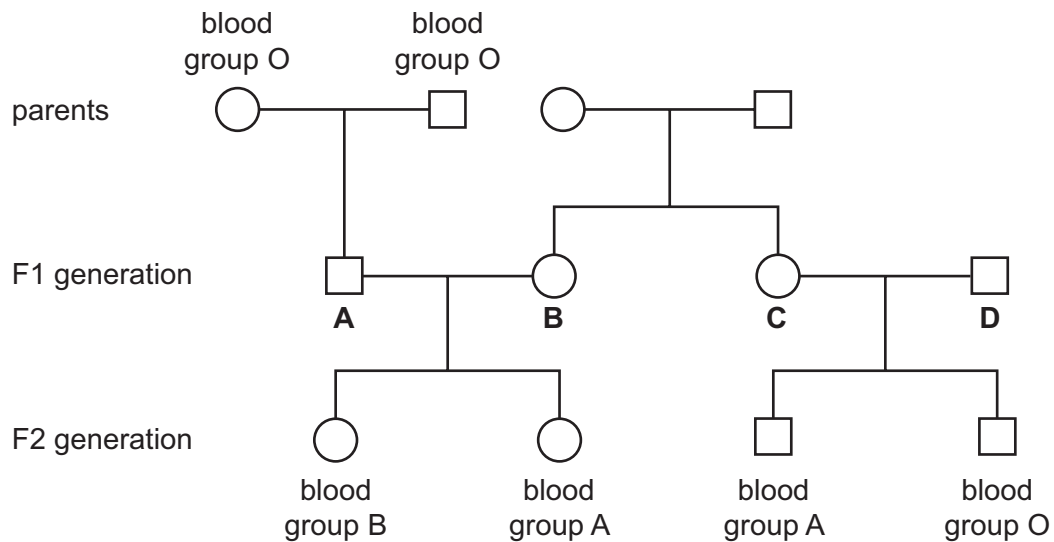 blood
group O
blood
group O
parents
F1 generation
A
B
C
D
F2 generation
blood
group B
blood
group A
blood
group A
blood
group O